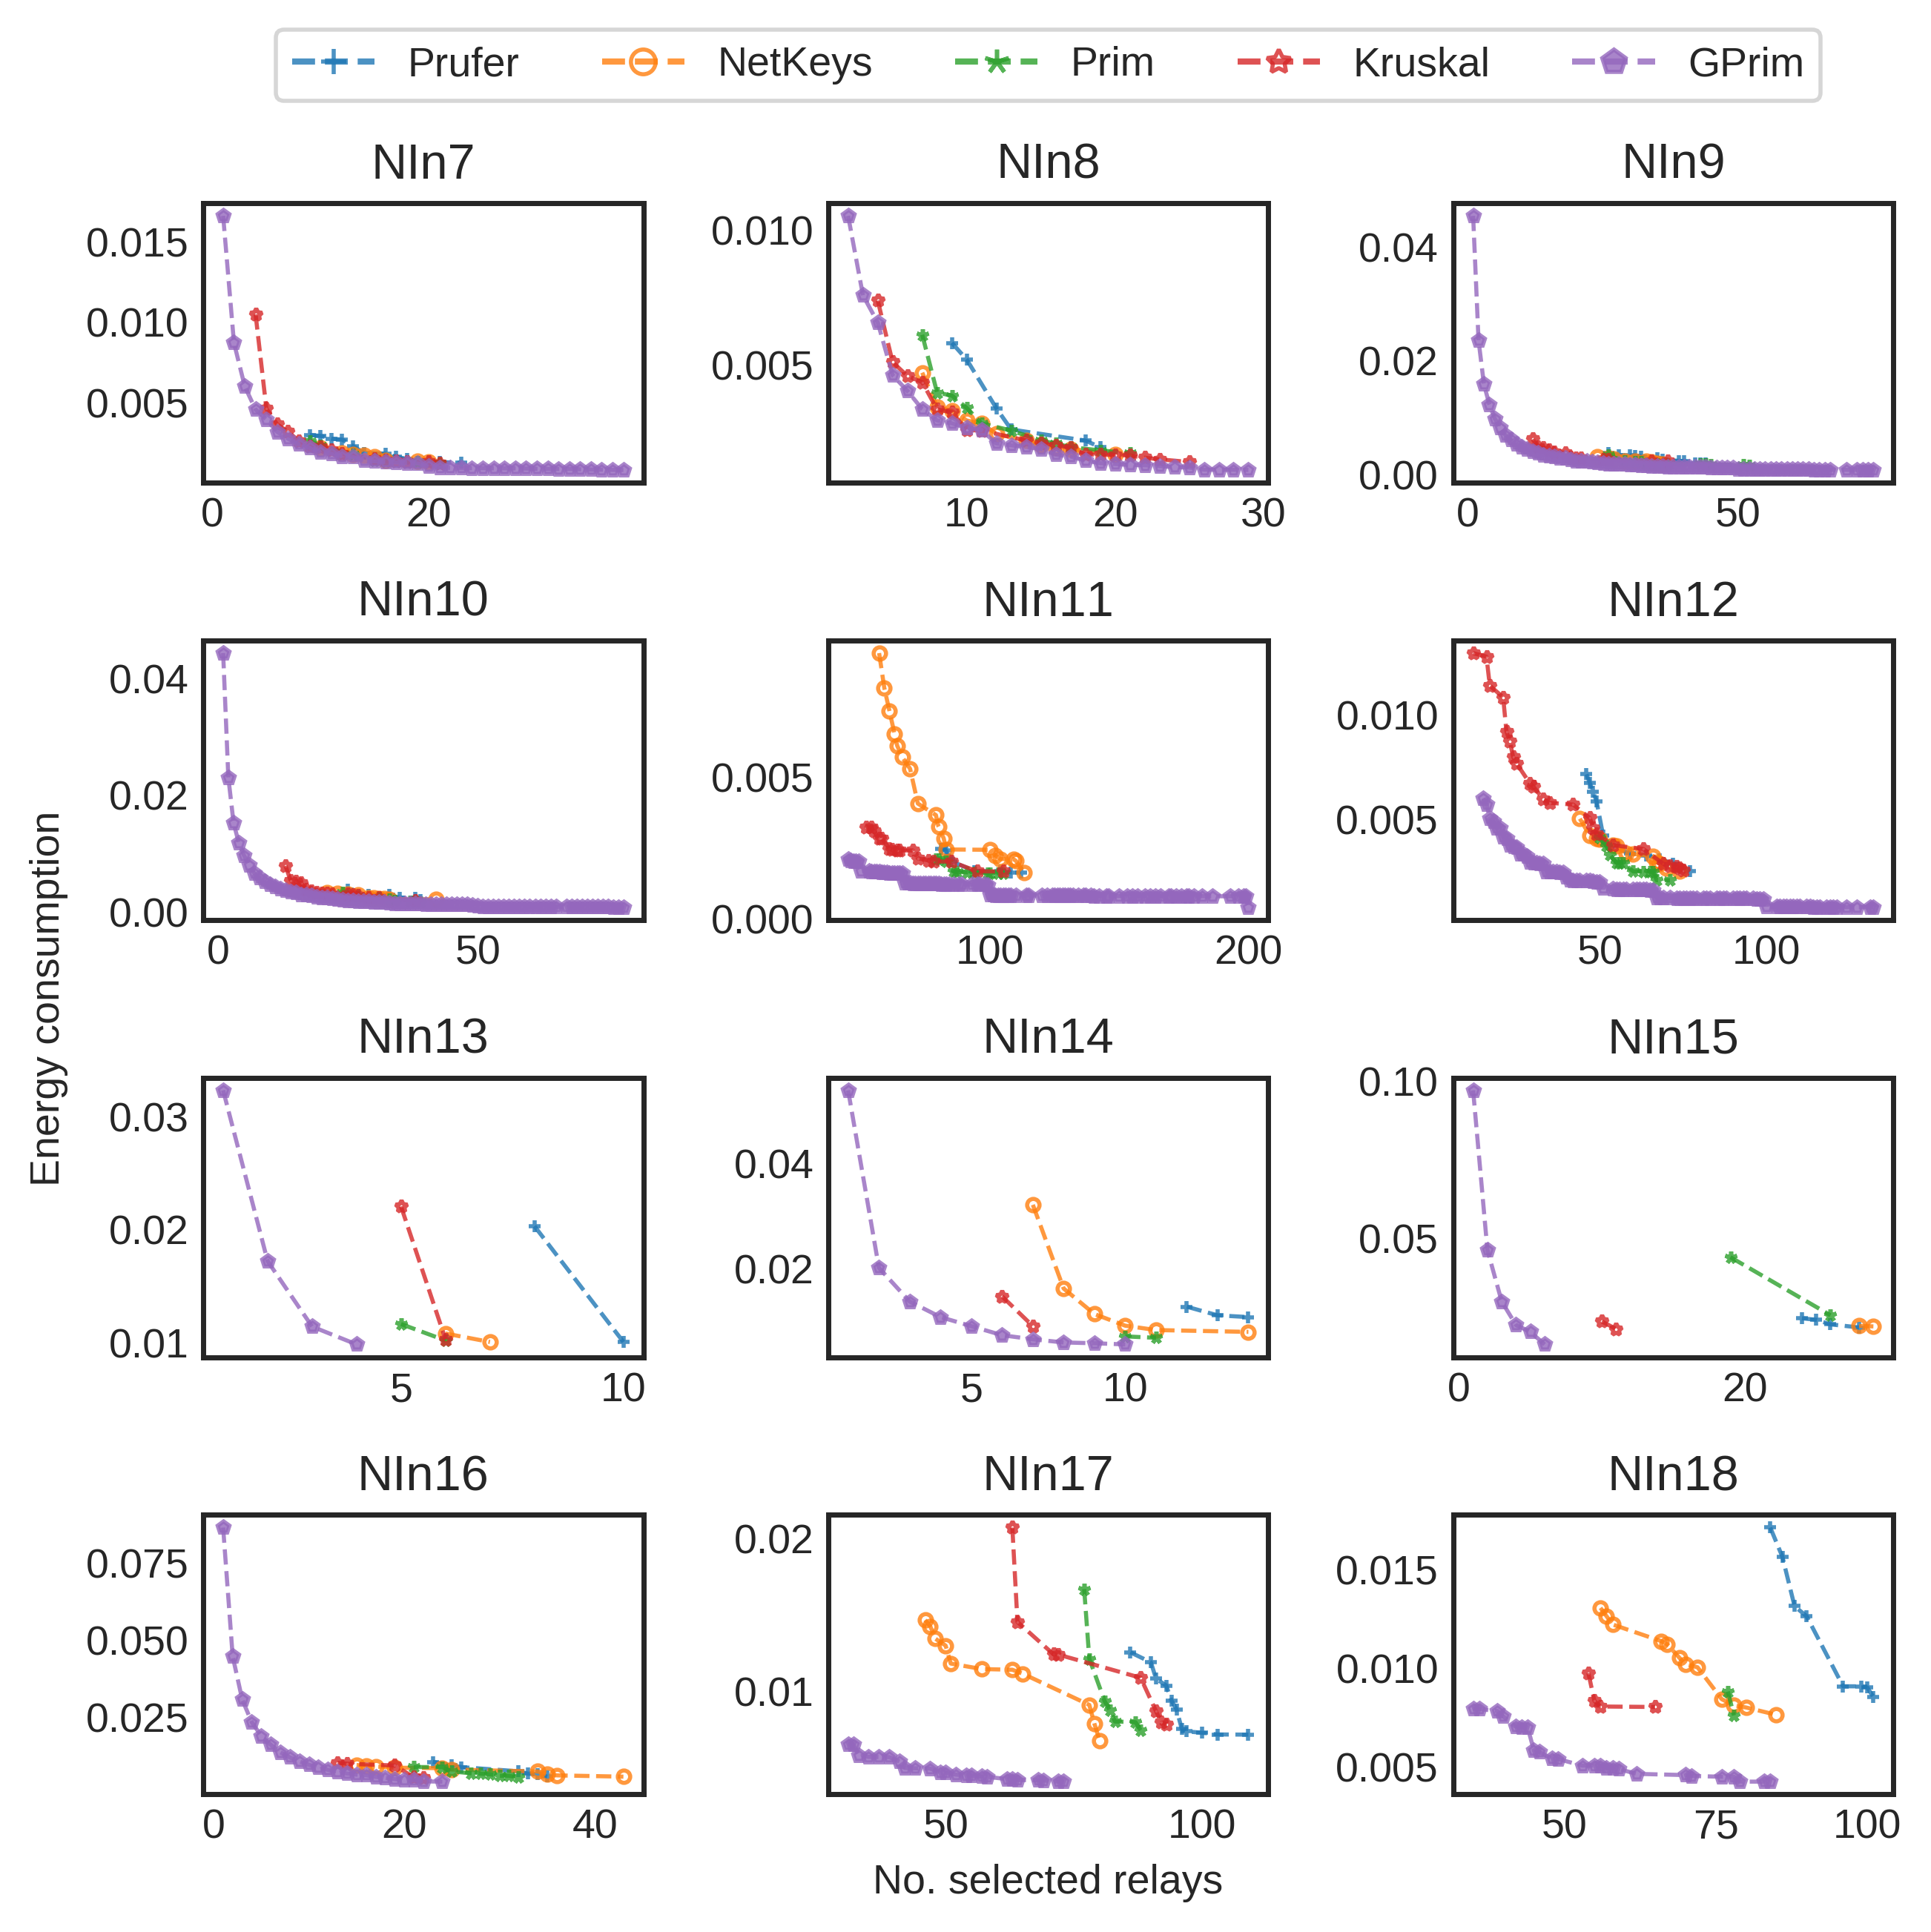 Prufer NetKeys Prim Kruskal GPrim
NIn7 NIn8 NIn9
0.015 0.010 0.04
0.010 0.005 0.02
0.005 0.00
0 20 10 20 30 0 50
NIn10 NIn11 NIn12
0.04 0.005 0.010
0.02 0.000 0.005
0.00
0 50 100 200 50 100
Energy consumption
NIn13 NIn14 NIn15
0.03 0.04 0.10
0.02 0.02 0.05
0.01
5 10 5 10 0 20
NIn16 NIn17 NIn18
0.075 0.02 0.015
0.050 0.01 0.010
0.025 0.005
0 20 40 50 100 50 75 100
No. selected relays